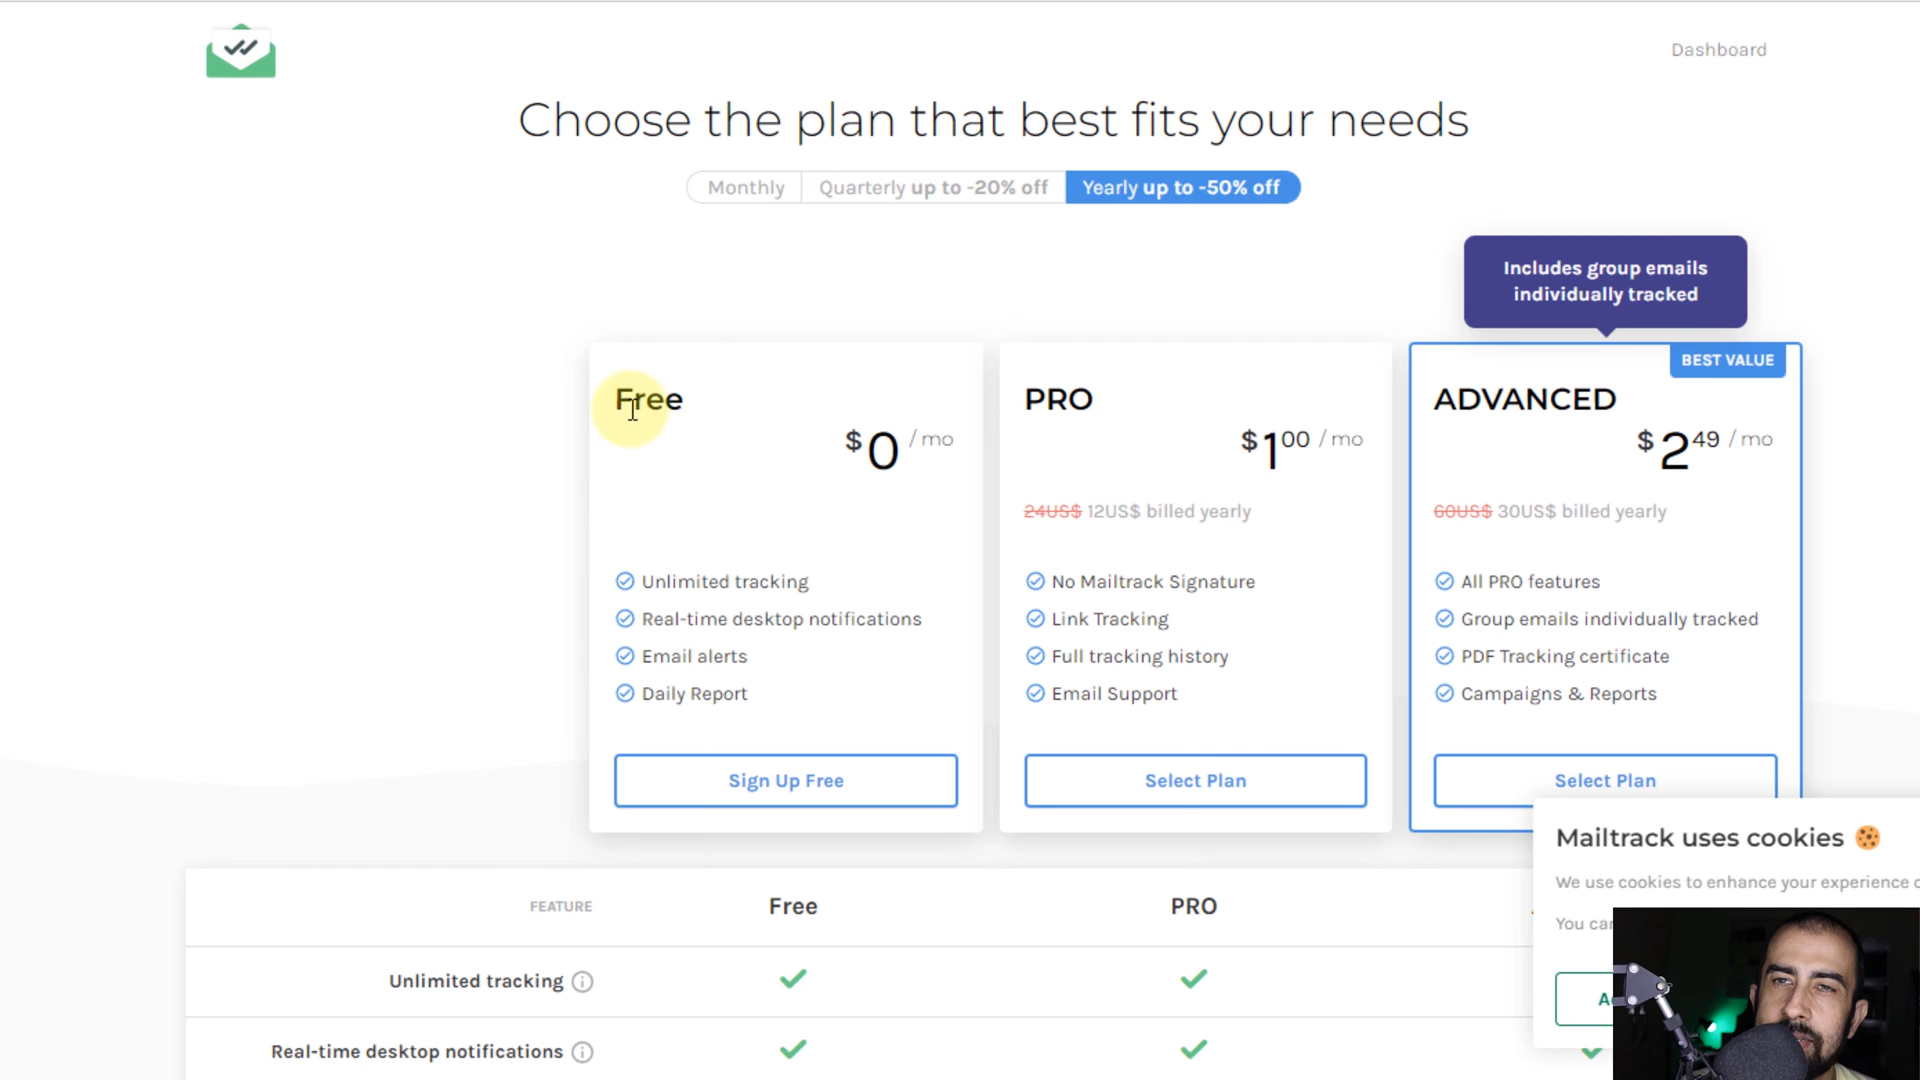 Dashboard
Choose the plan that best fits your needs
Monthly
Quarterly up to -20% off
Yearly up to -50% off
Includes group emails
individually tracked
BEST VALUE
Free
$0 / mo
Unlimited tracking
Real-time desktop notifications
Email alerts
Daily Report
Sign Up Free
PRO
$1 00 / mo
24US$ 12US$ billed yearly
No Mailtrack Signature
Link Tracking
Full tracking history
Email Support
Select Plan
ADVANCED
$2 49 / mo
60US$ 30US$ billed yearly
All PRO features
Group emails individually tracked
PDF Tracking certificate
Campaigns & Reports
Select Plan
Mailtrack uses cookies 🍪
We use cookies to enhance your experience
FEATURE Free PRO
Unlimited tracking
Real-time desktop notifications